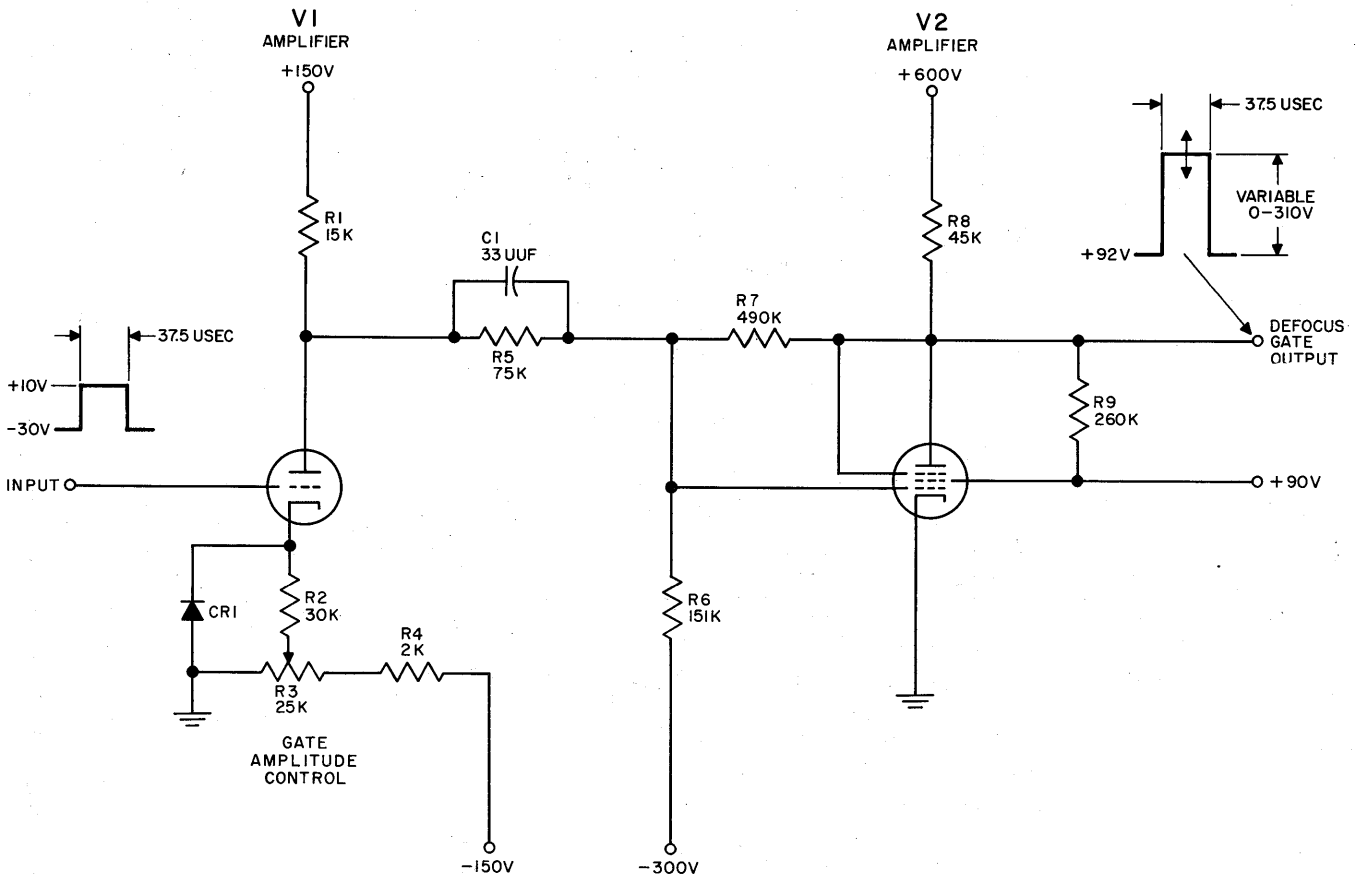 V1
AMPLIFIER
+150V
V2
AMPLIFIER
+600V
37.5 USEC
R1
15K
R8
45K
VARIABLE
0-310V
+92V
C1
33 UUF
R5
75K
R7
490K
DEFOCUS
GATE
OUTPUT
37.5 USEC
+10V
-30V
R9
260K
INPUT
+90V
CR1
R2
30K
R6
151K
R4
2K
R3
25K
GATE
AMPLITUDE
CONTROL
-150V
-300V